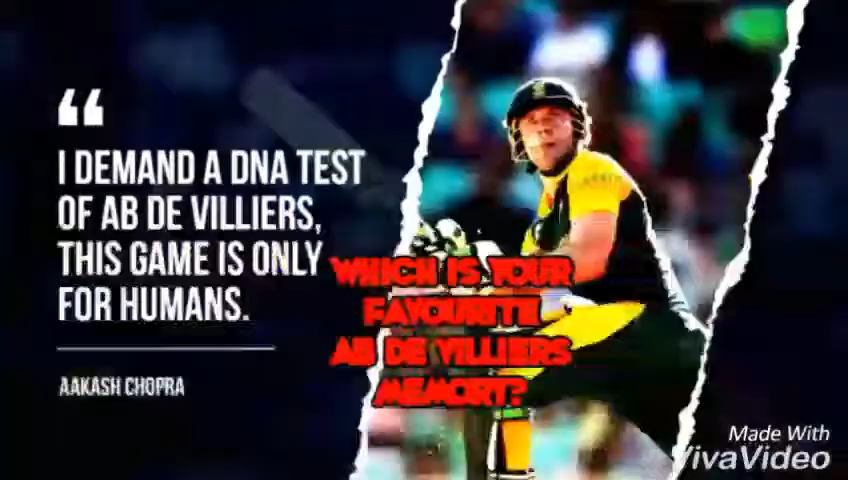 “
I DEMAND A DNA TEST
OF AB DE VILLIERS,
THIS GAME IS ONLY
FOR HUMANS.
AAKASH CHOPRA
WHICH IS YOUR
FAVOURITE
AB DE VILLIERS
MEMORY?
Made With
VivaVideo